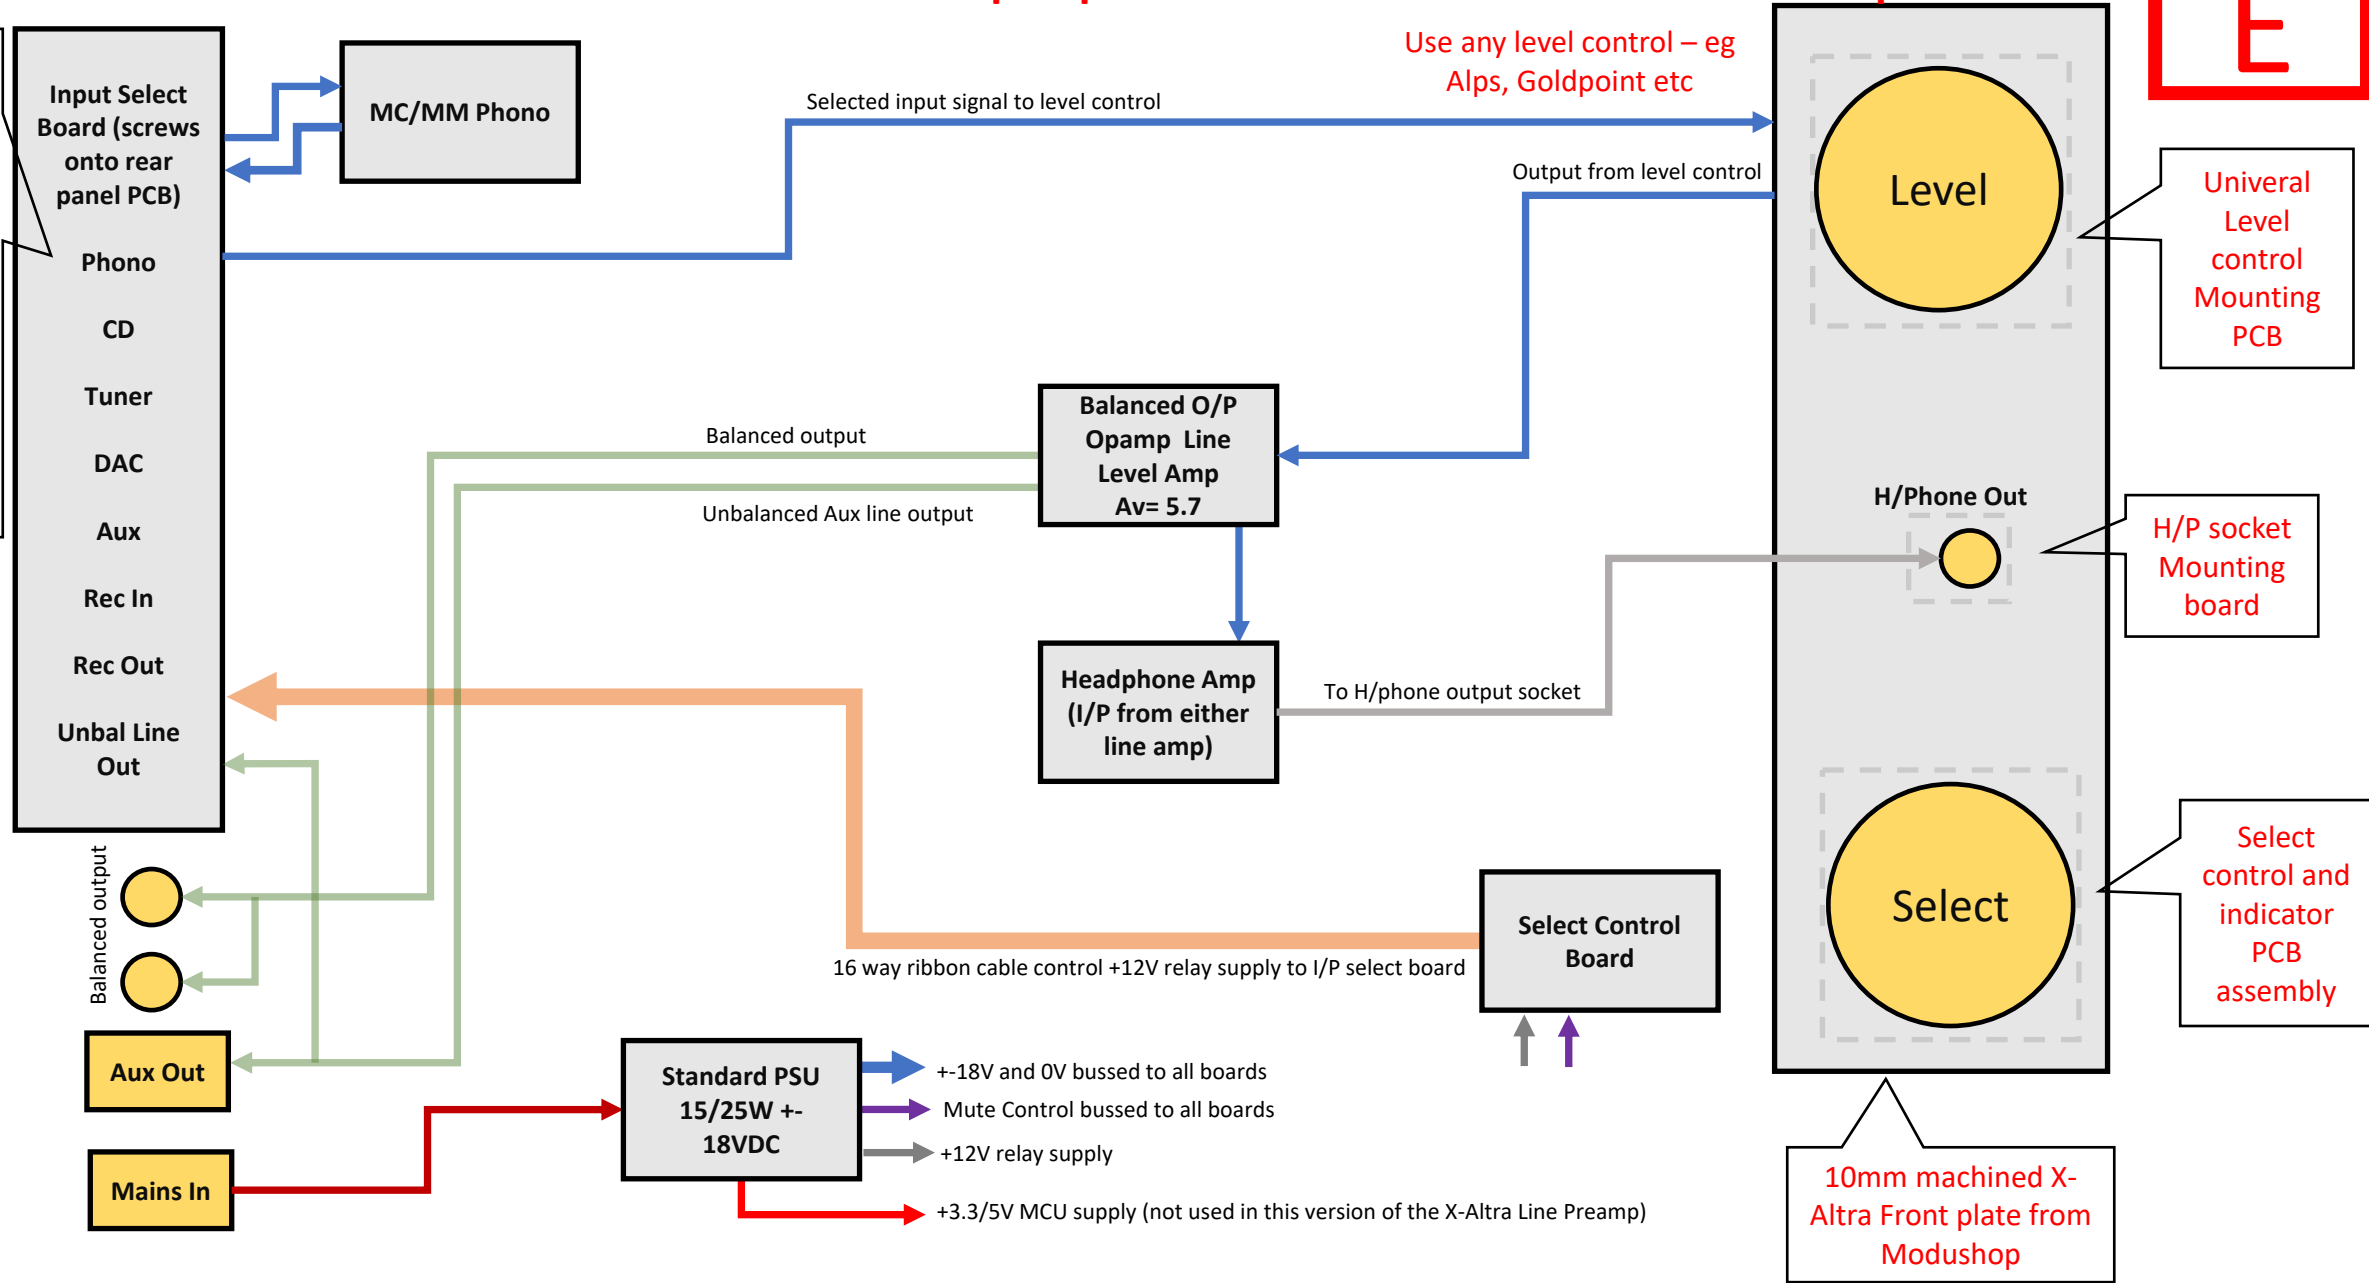 Use any level control – eg
Alps, Goldpoint etc
E
Input Select
Board (screws
onto rear
panel PCB)
Phono
CD
Tuner
DAC
Aux
Rec In
Rec Out
Unbal Line
Out
MC/MM Phono
Selected input signal to level control
Output from level control
Level
Univeral
Level
control
Mounting
PCB
Balanced O/P
Opamp Line
Level Amp
Av= 5.7
Balanced output
Unbalanced Aux line output
H/Phone Out
H/P socket
Mounting
board
Headphone Amp
(I/P from either
line amp)
To H/phone output socket
Select
Select
control and
indicator
PCB
assembly
Select Control
Board
16 way ribbon cable control +12V relay supply to I/P select board
Balanced output
Aux Out
Mains In
Standard PSU
15/25W +-
18VDC
+-18V and 0V bussed to all boards
Mute Control bussed to all boards
+12V relay supply
+3.3/5V MCU supply (not used in this version of the X-Altra Line Preamp)
10mm machined X-
Altra Front plate from
Modushop